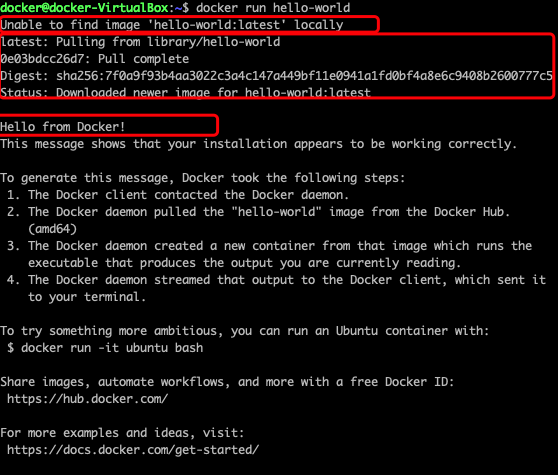 docker@docker-VirtualBox:~$ docker run hello-world
Unable to find image 'hello-world:latest' locally
latest: Pulling from library/hello-world
0e03bdcc26d7: Pull complete
Digest: sha256:7f0a9f93b4aa3022c3a4c147a449bf11e0941a1fd0bf4a8e6c9408b2600777c5
Status: Downloaded newer image for hello-world:latest
Hello from Docker!
This message shows that your installation appears to be working correctly.
To generate this message, Docker took the following steps:
1. The Docker client contacted the Docker daemon.
2. The Docker daemon pulled the "hello-world" image from the Docker Hub.
(amd64)
3. The Docker daemon created a new container from that image which runs the
executable that produces the output you are currently reading.
4. The Docker daemon streamed that output to the Docker client, which sent it
to your terminal.
To try something more ambitious, you can run an Ubuntu container with:
$ docker run -it ubuntu bash
Share images, automate workflows, and more with a free Docker ID:
https://hub.docker.com/
For more examples and ideas, visit:
https://docs.docker.com/get-started/